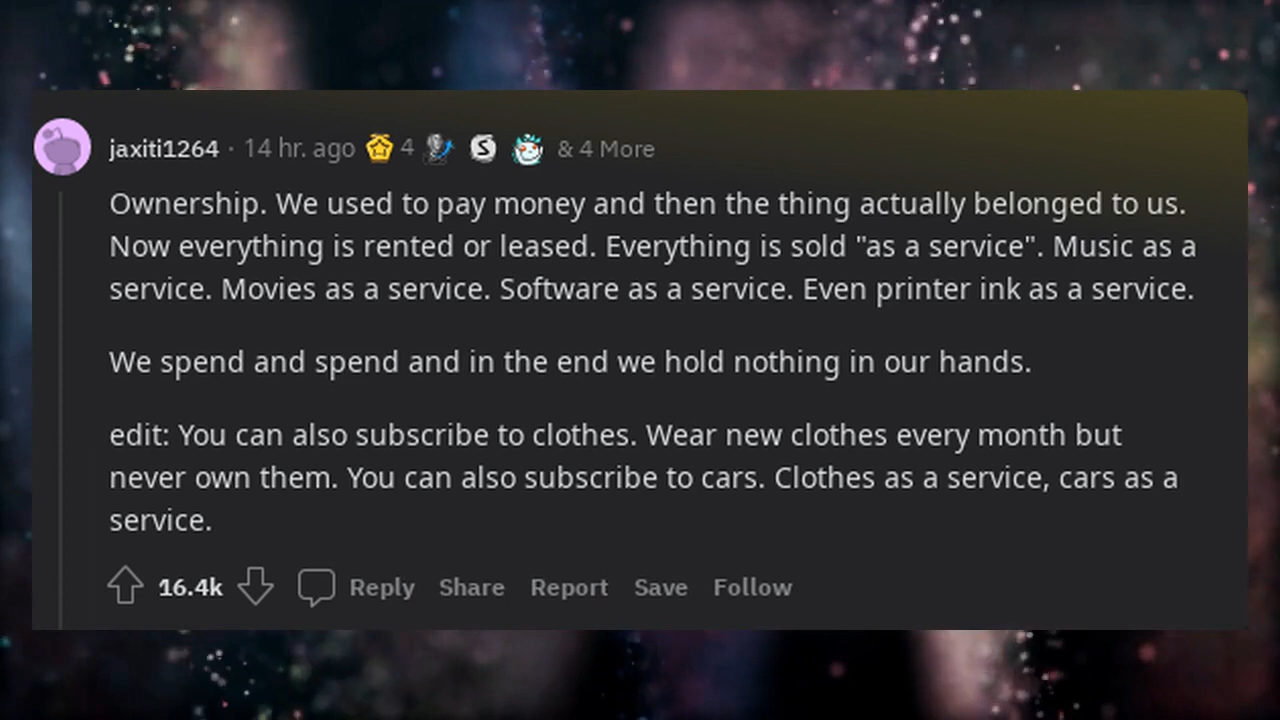 jaxiti1264 · 14 hr. ago 4 & 4 More
Ownership. We used to pay money and then the thing actually belonged to us.
Now everything is rented or leased. Everything is sold "as a service". Music as a
service. Movies as a service. Software as a service. Even printer ink as a service.
We spend and spend and in the end we hold nothing in our hands.
edit: You can also subscribe to clothes. Wear new clothes every month but
never own them. You can also subscribe to cars. Clothes as a service, cars as a
service.
16.4k Reply Share Report Save Follow